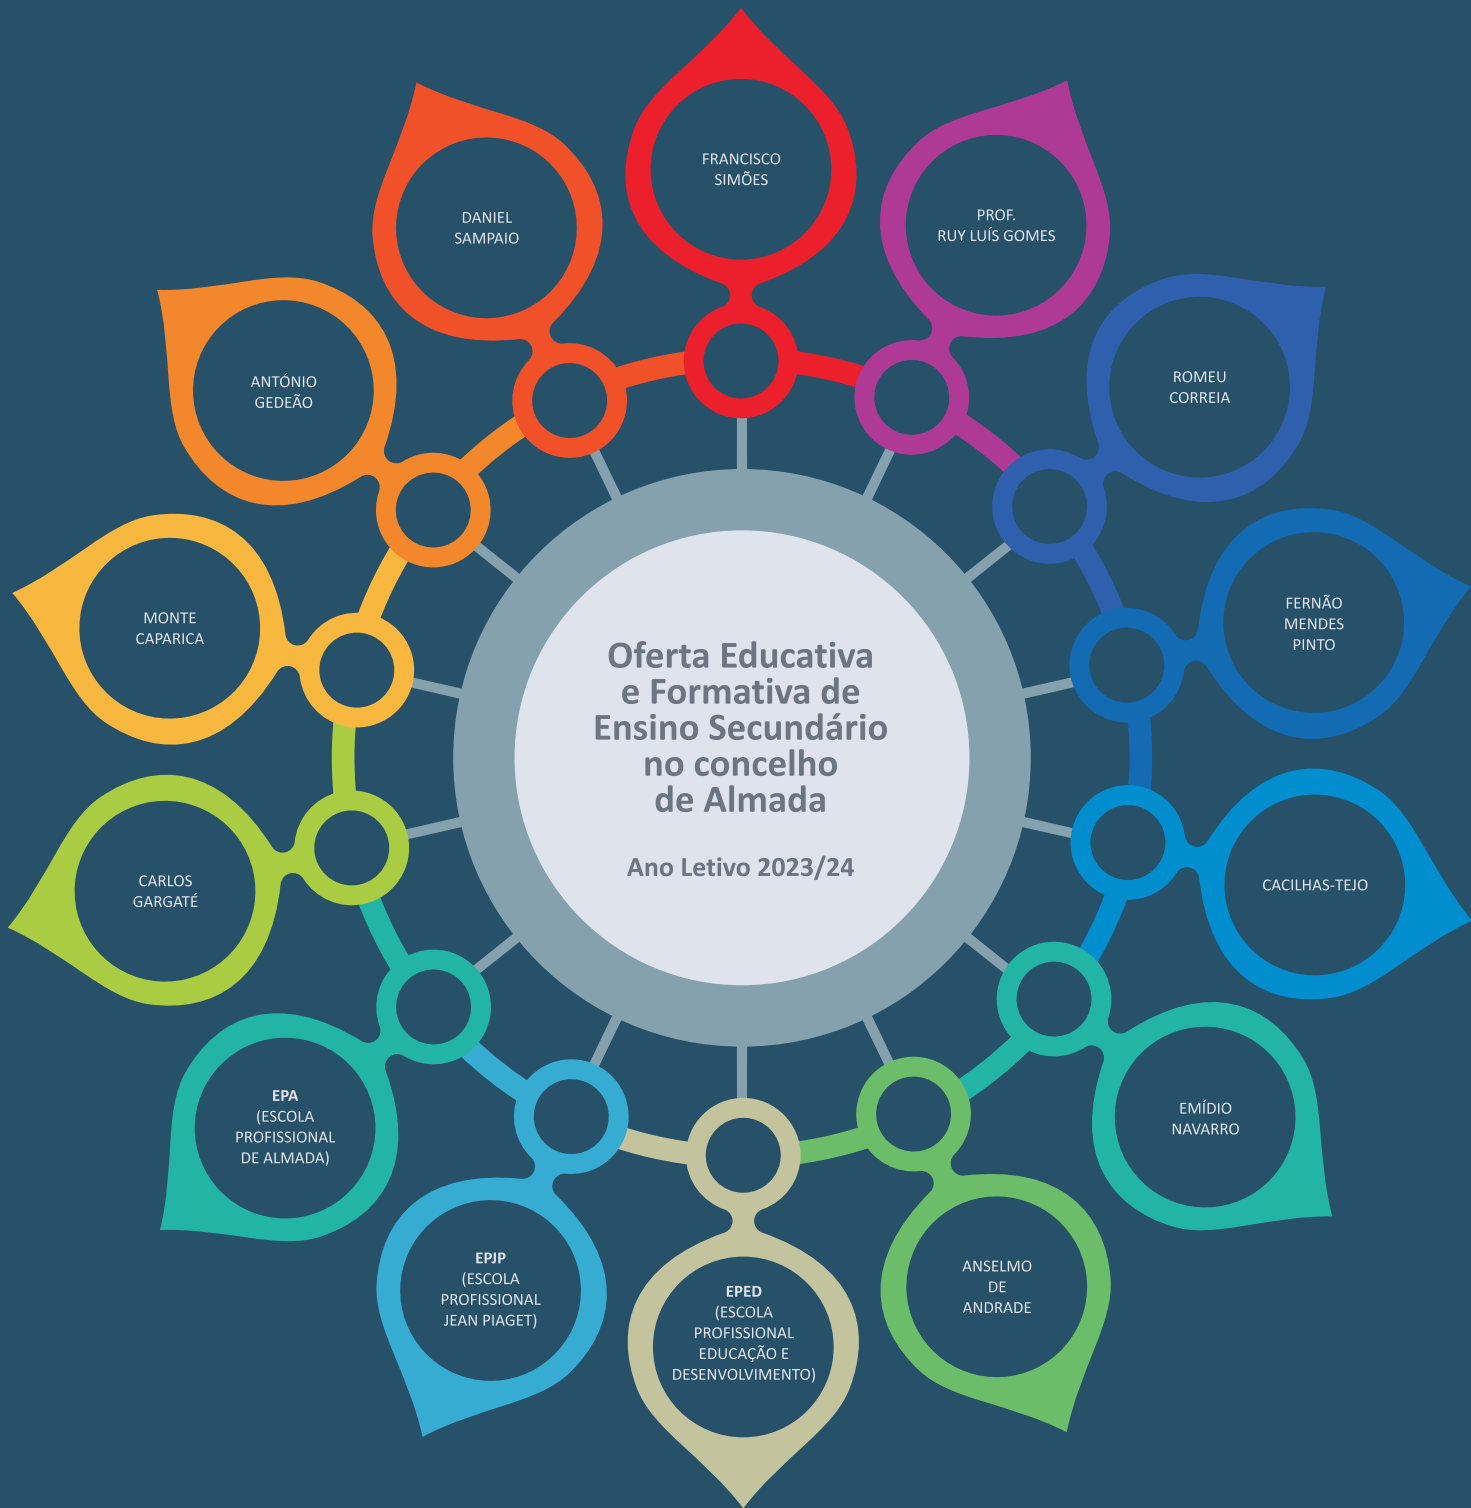 Oferta Educativa
e Formativa de
Ensino Secundário
no concelho
de Almada
Ano Letivo 2023/24
FRANCISCO
SIMÕES
PROF.
RUY LUÍS GOMES
ROMEU
CORREIA
FERNÃO
MENDES
PINTO
CACILHAS-TEJO
EMÍDIO
NAVARRO
ANSELMO
DE
ANDRADE
EPED
(ESCOLA
PROFISSIONAL
EDUCAÇÃO E
DESENVOLVIMENTO)
EPJP
(ESCOLA
PROFISSIONAL
JEAN PIAGET)
EPA
(ESCOLA
PROFISSIONAL
DE ALMADA)
CARLOS
GARGATÉ
MONTE
CAPARICA
ANTÓNIO
GEDEÃO
DANIEL
SAMPAIO